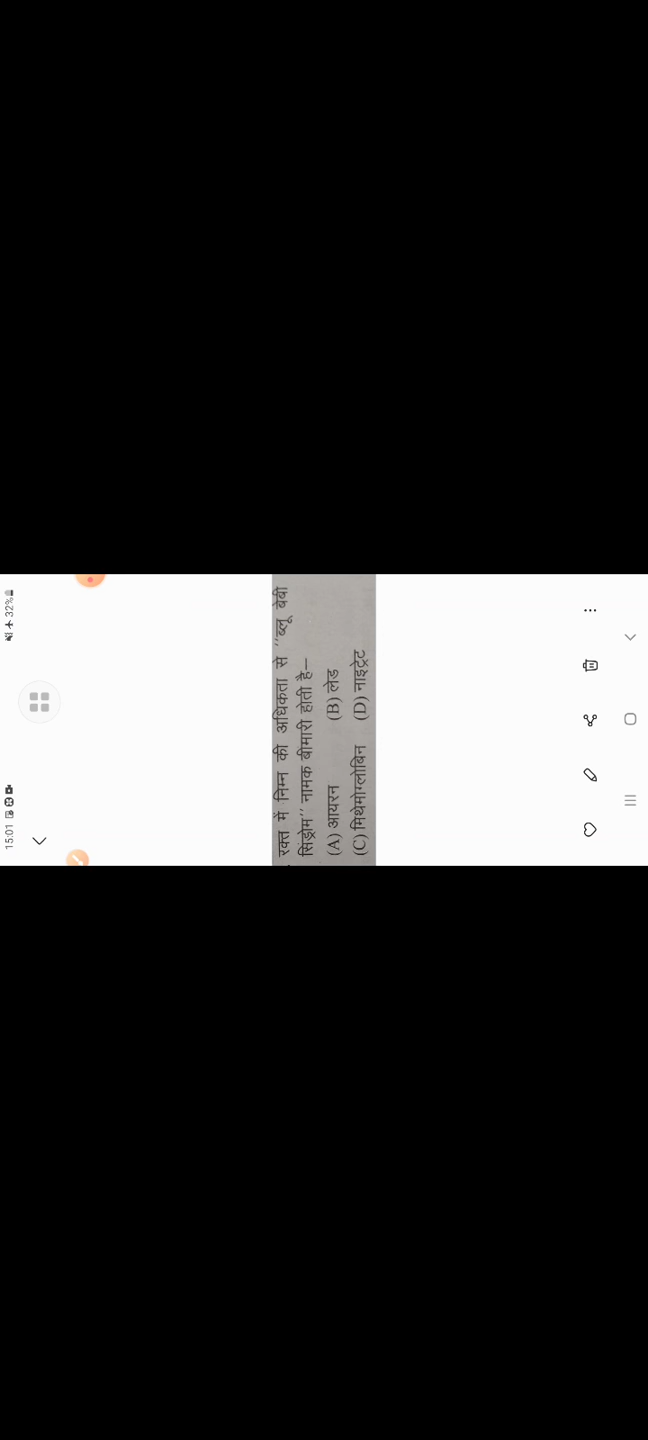 15:01
32%
रक्त में निम्न की अधिकता से ''ब्लू बेबी
सिंड्रोम'' नामक बीमारी होती है–
(A) आयरन (B) लेड
(C) मिथेमोग्लोबिन (D) नाइट्रेट